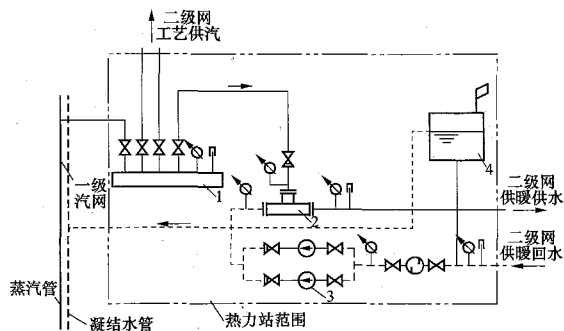 二级网
工艺供汽
一级
汽网
1
2
3
4
二级网
供暖供水
二级网
供暖回水
蒸汽管
凝结水管
热力站范围